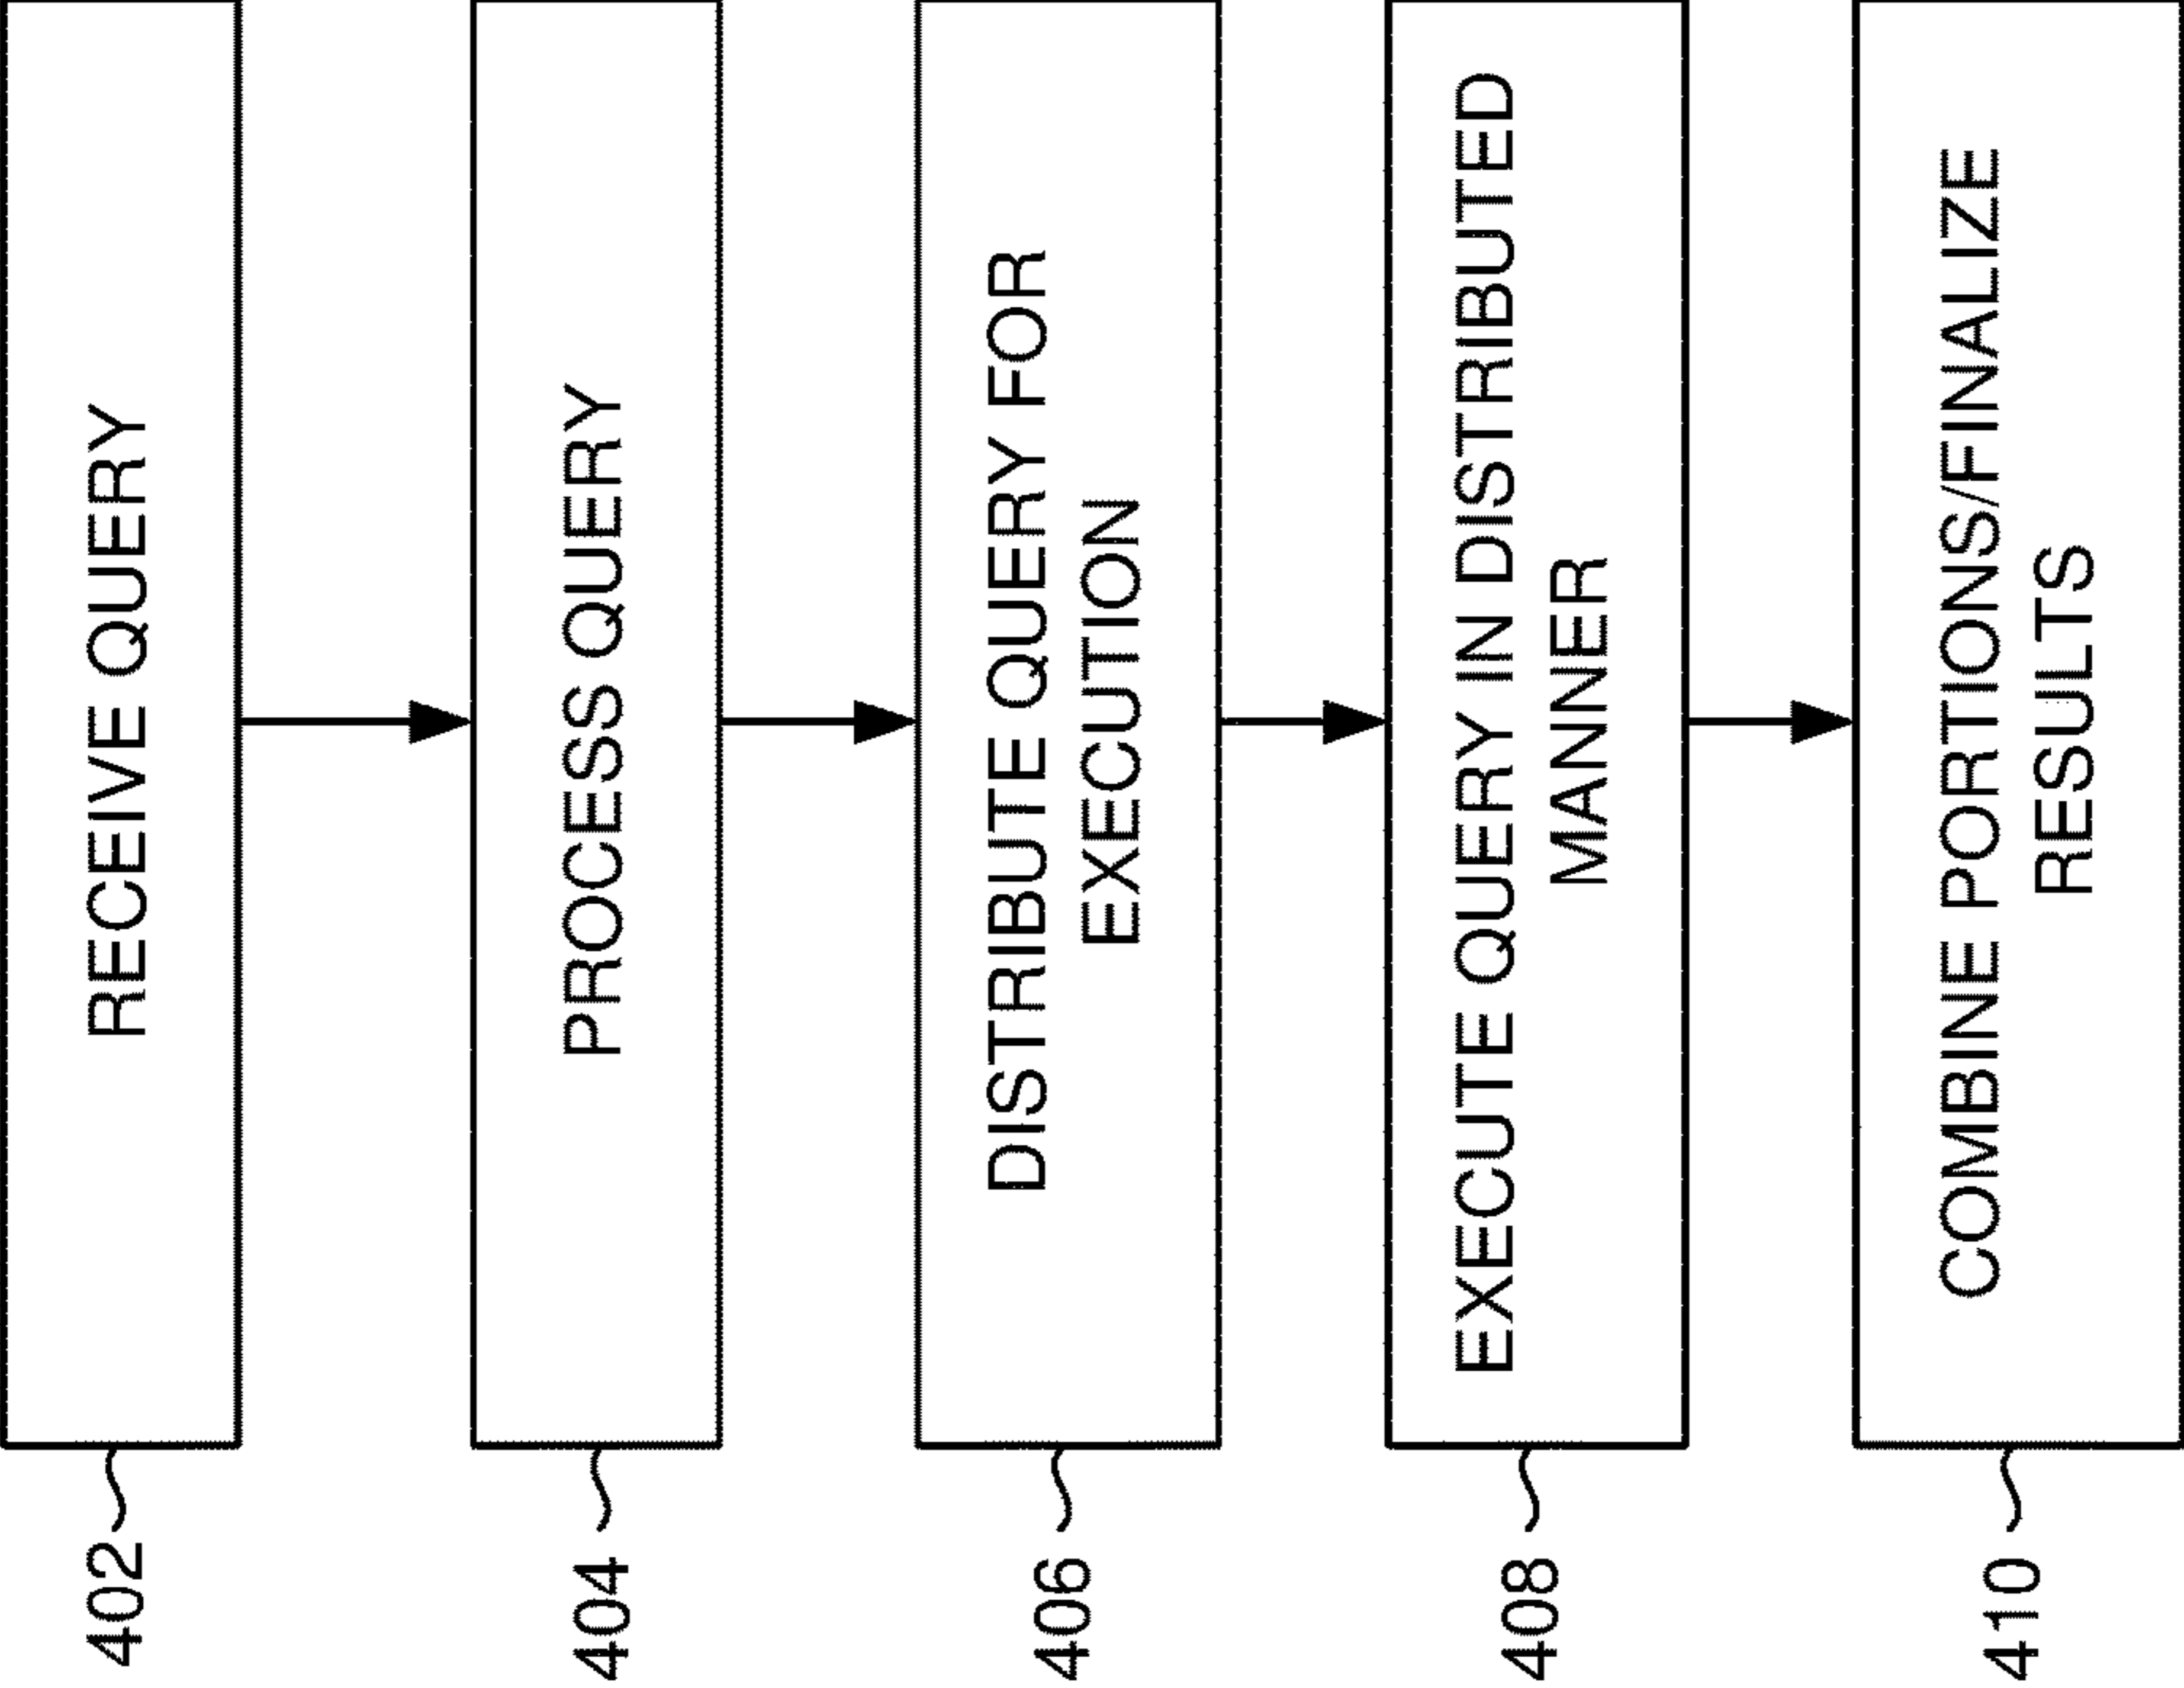 402
RECEIVE QUERY
404
PROCESS QUERY
406
DISTRIBUTE QUERY FOR
EXECUTION
408
EXECUTE QUERY IN DISTRIBUTED
MANNER
410
COMBINE PORTIONS/FINALIZE
RESULTS